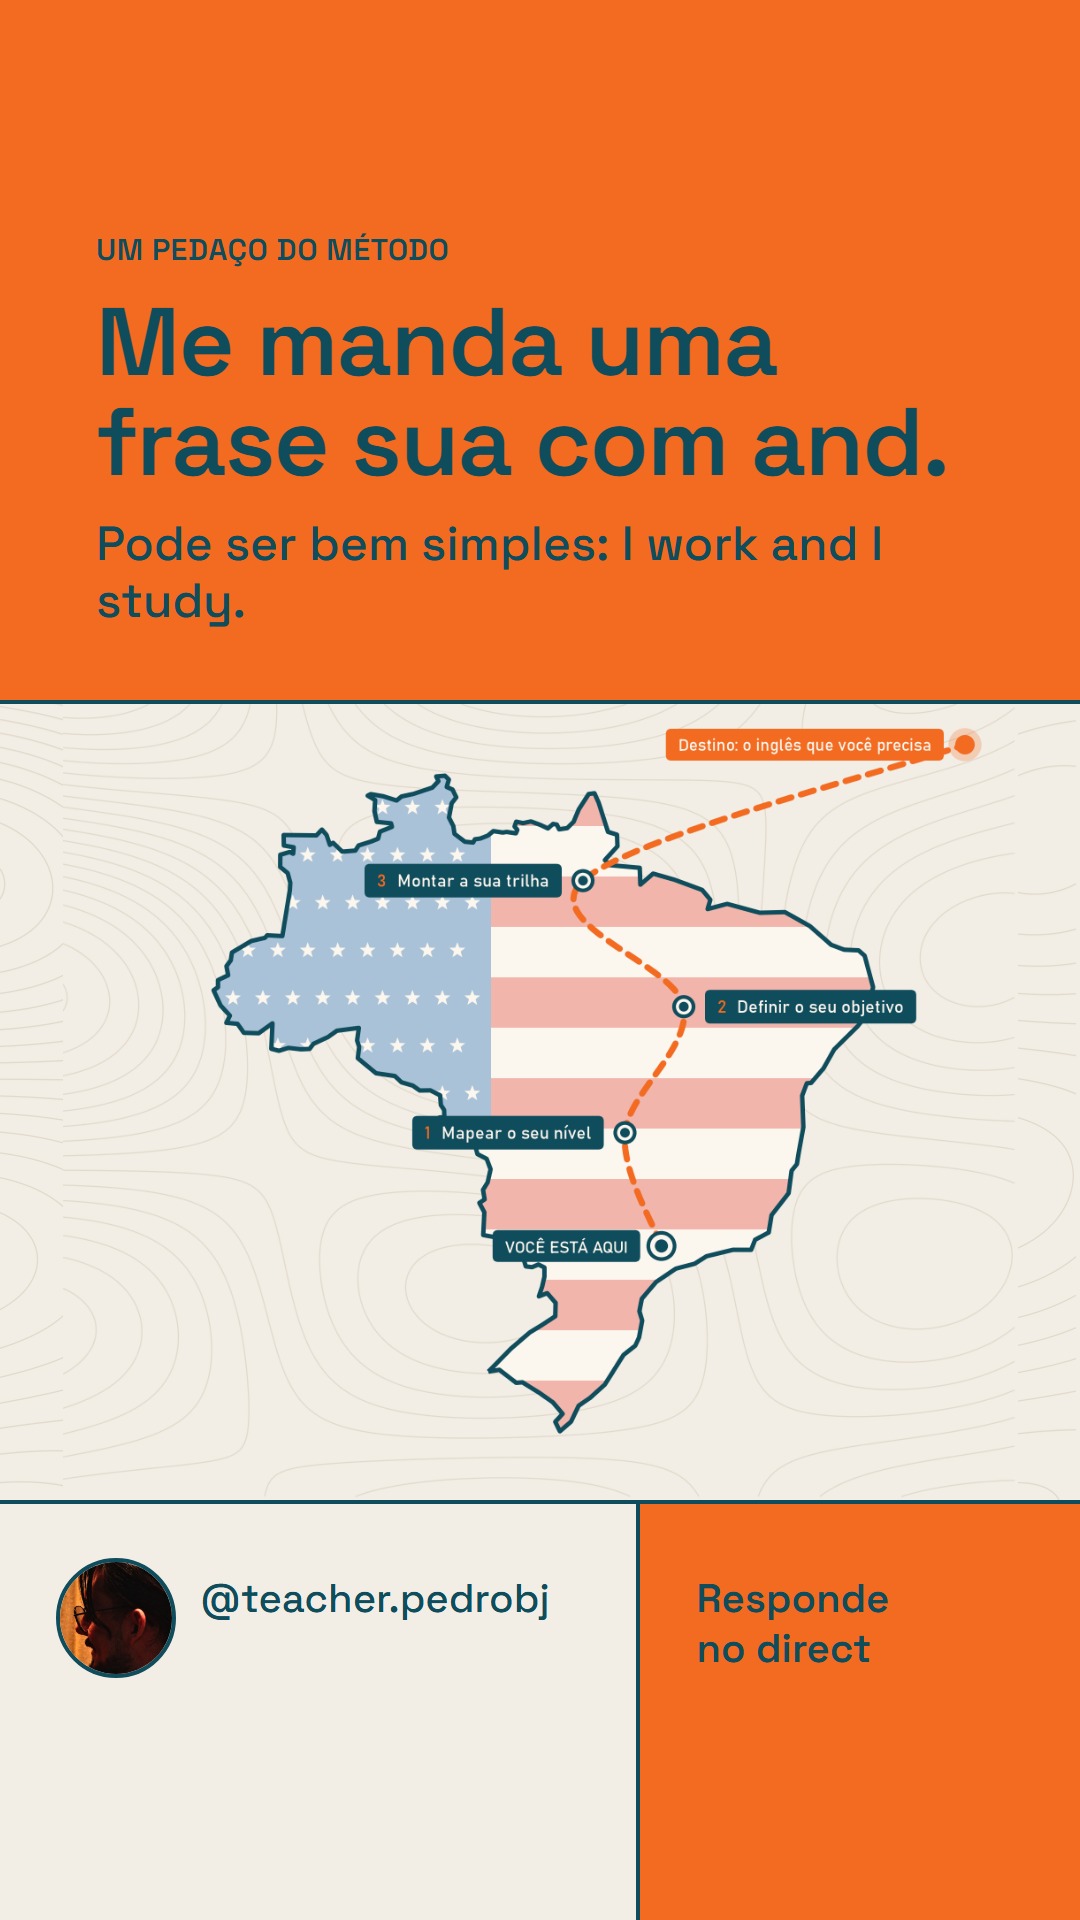 UM PEDAÇO DO MÉTODO
Me manda uma
frase sua com and.
Pode ser bem simples: I work and I
study.
Destino: o inglês que você precisa
3 Montar a sua trilha
2 Definir o seu objetivo
1 Mapear o seu nível
VOCÊ ESTÁ AQUI
@teacher.pedrobj
Responde
no direct